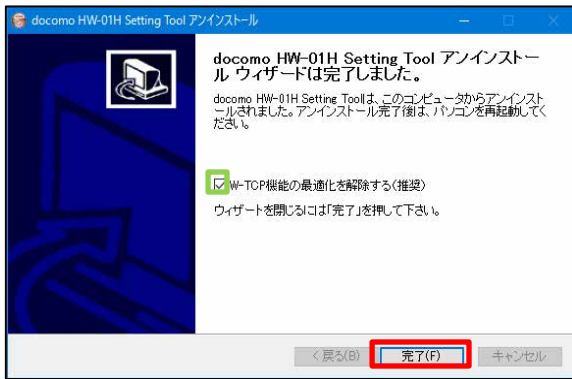 docomo HW-01H Setting Tool アンインストール
docomo HW-01H Setting Tool アンインストー
ル ウィザードは完了しました。
docomo HW-01H Setting Toolは、このコンピュータからアンインスト
ールされました。アンインストール完了後は、パソコンを再起動してく
ださい。
W-TCP機能の最適化を解除する(推奨)
ウィザードを閉じるには「完了」を押して下さい。
< 戻る(B) 完了(F) キャンセル